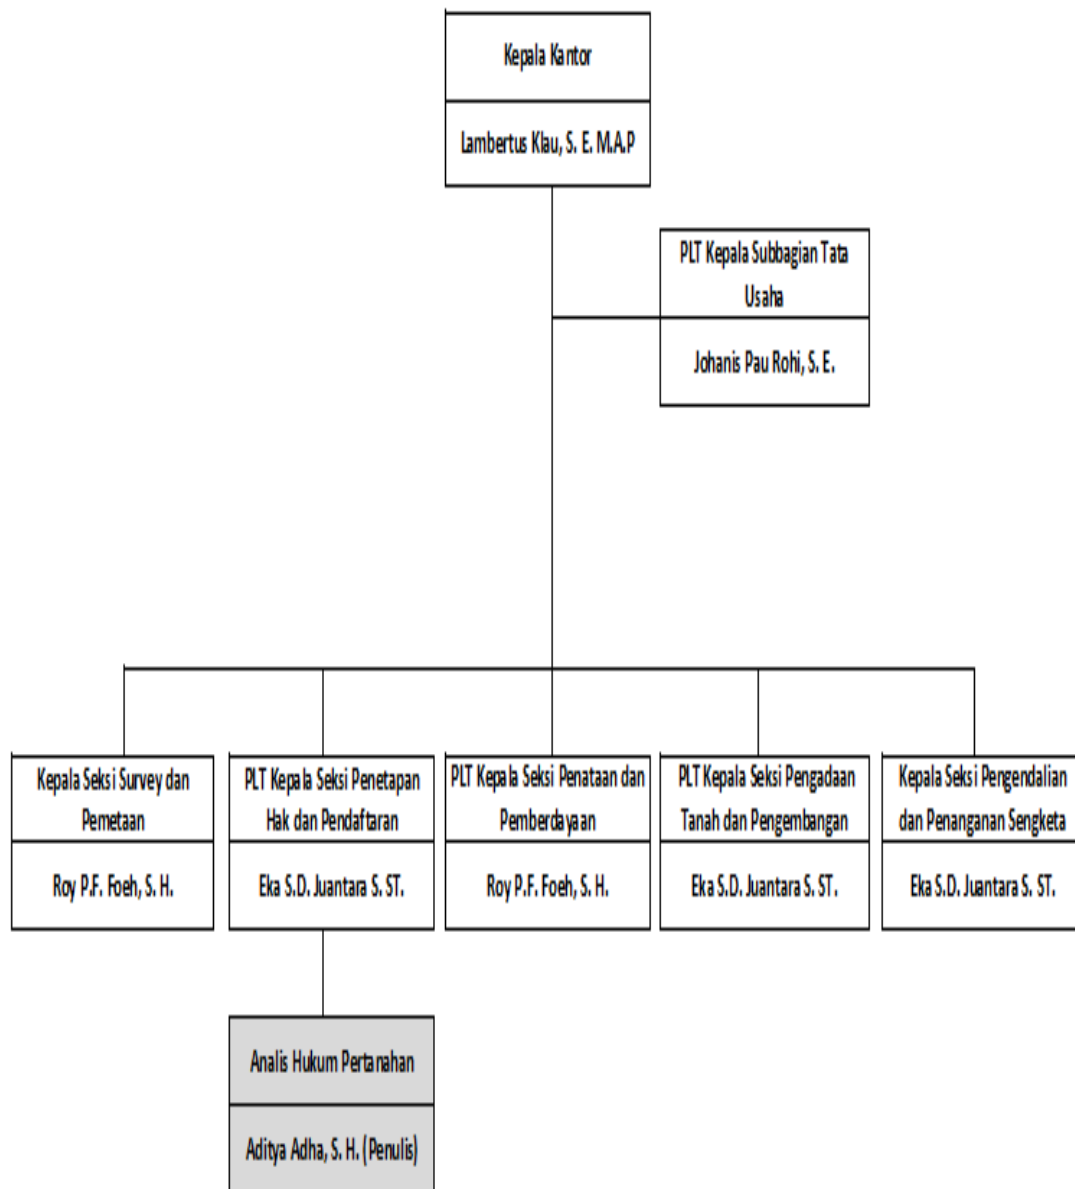 Kepala Kantor
Lambertus Klau, S. E. M.A.P
PLT Kepala Subbagian Tata
Usaha
Johanis Pau Rohi, S. E.
Kepala Seksi Survey dan
Pemetaan
Roy P.F. Foeh, S. H.
PLT Kepala Seksi Penetapan
Hak dan Pendaftaran
Eka S.D. Juantara S. ST.
PLT Kepala Seksi Penataan dan
Pemberdayaan
Roy P.F. Foeh, S. H.
PLT Kepala Seksi Pengadaan
Tanah dan Pengembangan
Eka S.D. Juantara S. ST.
Kepala Seksi Pengendalian
dan Penanganan Sengketa
Eka S.D. Juantara S. ST.
Analis Hukum Pertanahan
Aditya Adha, S. H. (Penulis)